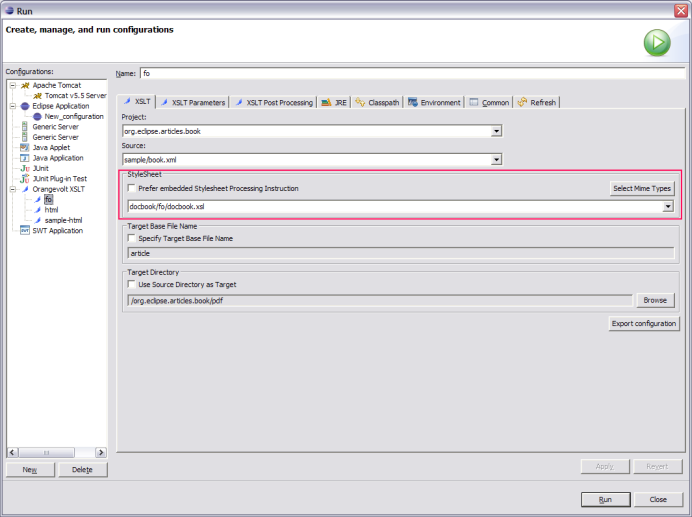 Run
Create, manage, and run configurations
Configurations:
Apache Tomcat
Tomcat v5.5 Server
Eclipse Application
New_configuration
Generic Server
Generic Server
Java Applet
Java Application
JUnit
JUnit Plug-in Test
Orangevolt XSLT
fo
html
sample-html
SWT Application
New Delete
Name: fo
XSLT XSLT Parameters XSLT Post Processing JRE Classpath Environment Common Refresh
Project:
org.eclipse.articles.book
Source:
sample/book.xml
StyleSheet
Prefer embedded Stylesheet Processing Instruction Select Mime Types
docbook/fo/docbook.xsl
Target Base File Name
Specify Target Base File Name
article
Target Directory
Use Source Directory as Target
/org.eclipse.articles.book/pdf Browse
Export configuration
Apply Revert
Run Close